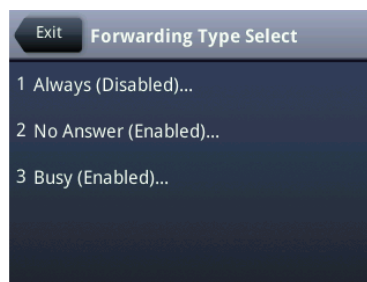 Exit Forwarding Type Select
1 Always (Disabled)...
2 No Answer (Enabled)...
3 Busy (Enabled)...